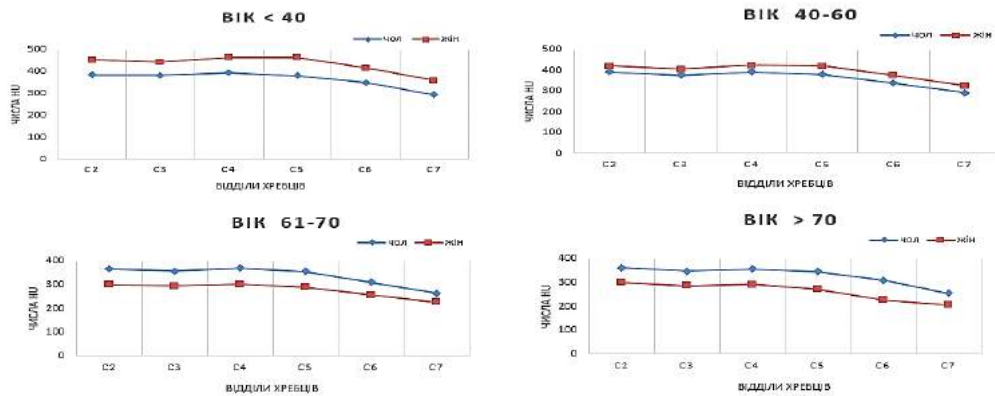 ВІК < 40
чол жін
500
400
300
200
100
0
ЧИСЛА HU
C2 C3 C4 C5 C6 C7
ВІДДІЛИ ХРЕБЦІВ
ВІК 40-60
чол жін
500
400
300
200
100
0
ЧИСЛА HU
C2 C3 C4 C5 C6 C7
ВІДДІЛИ ХРЕБЦІВ
ВІК 61-70
чол жін
400
300
200
100
0
ЧИСЛА HU
C2 C3 C4 C5 C6 C7
ВІДДІЛИ ХРЕБЦІВ
ВІК > 70
чол жін
400
300
200
100
0
ЧИСЛА HU
C2 C3 C4 C5 C6 C7
ВІДДІЛИ ХРЕБЦІВ